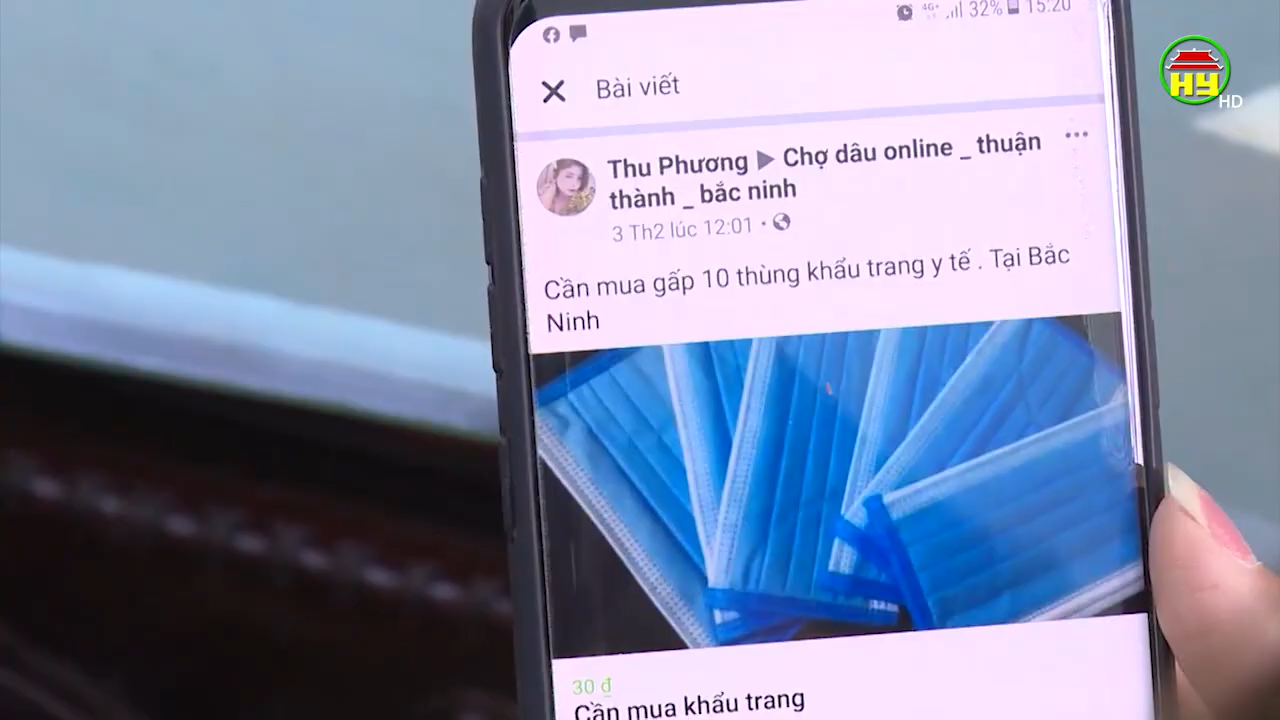 4G+ 32% 15:20
HY HD
Bài viết
Thu Phương ▶ Chợ dâu online _ thuận
thành _ bắc ninh
3 Th2 lúc 12:01 ·
Cần mua gấp 10 thùng khẩu trang y tế . Tại Bắc
Ninh
30 đ
Cần mua khẩu trang